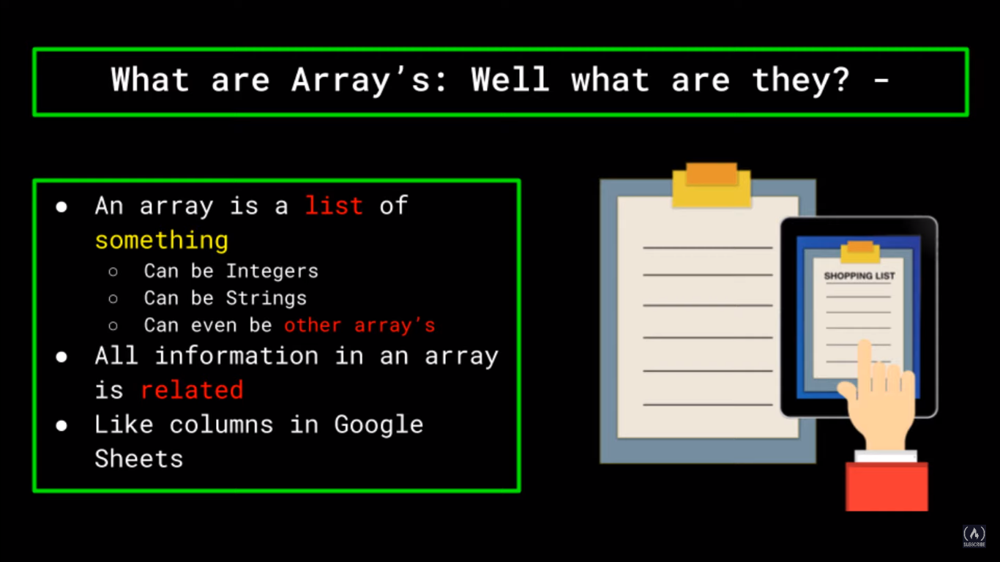 What are Array’s: Well what are they? -
● An array is a list of
something
○ Can be Integers
○ Can be Strings
○ Can even be other array’s
● All information in an array
is related
● Like columns in Google
Sheets
SHOPPING LIST
SUBSCRIBE